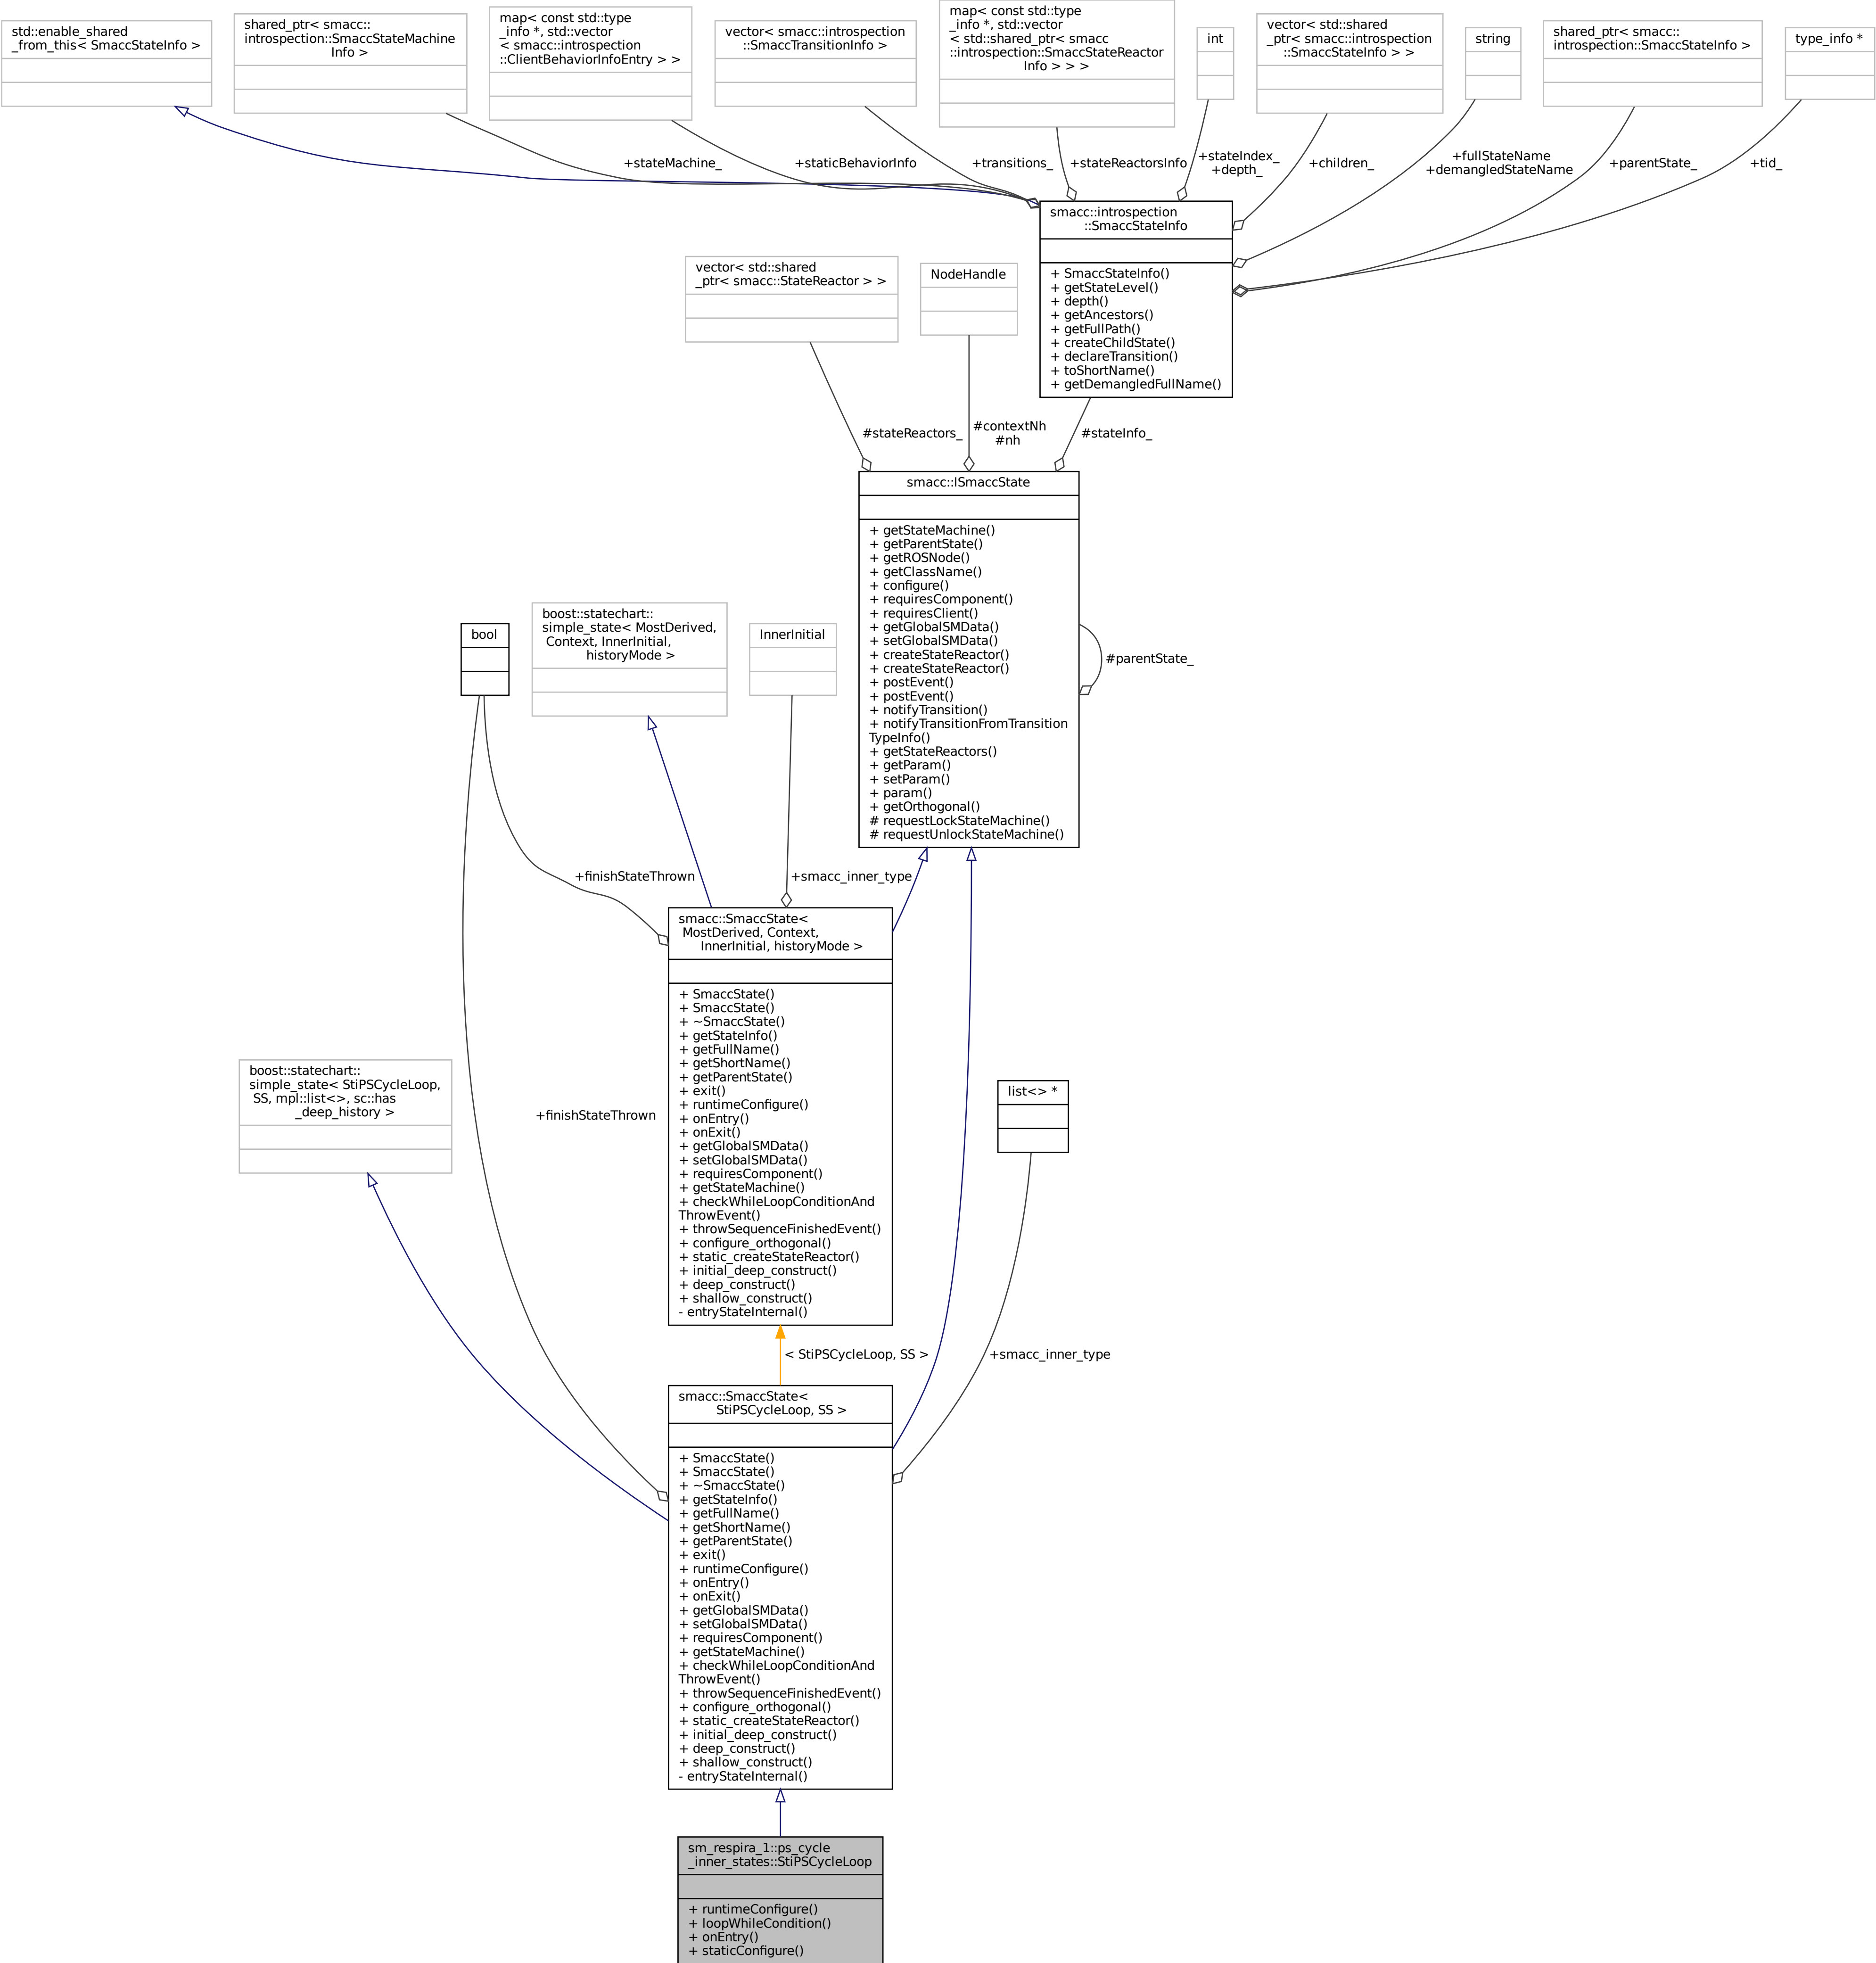 std::enable_shared
_from_this< SmaccStateInfo >
shared_ptr< smacc::
introspection::SmaccStateMachine
Info >
map< const std::type
_info *, std::vector
< smacc::introspection
::ClientBehaviorInfoEntry > >
vector< smacc::introspection
::SmaccTransitionInfo >
map< const std::type
_info *, std::vector
< std::shared_ptr< smacc
::introspection::SmaccStateReactor
Info > > >
int
vector< std::shared
_ptr< smacc::introspection
::SmaccStateInfo > >
string
shared_ptr< smacc::
introspection::SmaccStateInfo >
type_info *
+stateMachine_
+staticBehaviorInfo
+transitions_
+stateReactorsInfo
+stateIndex_
+depth_
+children_
+fullStateName
+demangledStateName
+parentState_
+tid_
smacc::introspection
::SmaccStateInfo
+ SmaccStateInfo()
+ getStateLevel()
+ depth()
+ getAncestors()
+ getFullPath()
+ createChildState()
+ declareTransition()
+ toShortName()
+ getDemangledFullName()
vector< std::shared
_ptr< smacc::StateReactor > >
NodeHandle
#stateReactors_
#contextNh
#nh
#stateInfo_
smacc::ISmaccState
+ getStateMachine()
+ getParentState()
+ getROSNode()
+ getClassName()
+ configure()
+ requiresComponent()
+ requiresClient()
+ getGlobalSMData()
+ setGlobalSMData()
+ createStateReactor()
+ createStateReactor()
+ postEvent()
+ postEvent()
+ notifyTransition()
+ notifyTransitionFromTransition
TypeInfo()
+ getStateReactors()
+ getParam()
+ setParam()
+ param()
+ getOrthogonal()
# requestLockStateMachine()
# requestUnlockStateMachine()
#parentState_
bool
boost::statechart::
simple_state< MostDerived,
Context, InnerInitial,
historyMode >
InnerInitial
+finishStateThrown
+smacc_inner_type
smacc::SmaccState<
MostDerived, Context,
InnerInitial, historyMode >
+ SmaccState()
+ SmaccState()
+ ~SmaccState()
+ getStateInfo()
+ getFullName()
+ getShortName()
+ getParentState()
+ exit()
+ runtimeConfigure()
+ onEntry()
+ onExit()
+ getGlobalSMData()
+ setGlobalSMData()
+ requiresComponent()
+ getStateMachine()
+ checkWhileLoopConditionAnd
ThrowEvent()
+ throwSequenceFinishedEvent()
+ configure_orthogonal()
+ static_createStateReactor()
+ initial_deep_construct()
+ deep_construct()
+ shallow_construct()
- entryStateInternal()
boost::statechart::
simple_state< StiPSCycleLoop,
SS, mpl::list<>, sc::has
_deep_history >
+finishStateThrown
list<> *
< StiPSCycleLoop, SS >
+smacc_inner_type
smacc::SmaccState<
StiPSCycleLoop, SS >
+ SmaccState()
+ SmaccState()
+ ~SmaccState()
+ getStateInfo()
+ getFullName()
+ getShortName()
+ getParentState()
+ exit()
+ runtimeConfigure()
+ onEntry()
+ onExit()
+ getGlobalSMData()
+ setGlobalSMData()
+ requiresComponent()
+ getStateMachine()
+ checkWhileLoopConditionAnd
ThrowEvent()
+ throwSequenceFinishedEvent()
+ configure_orthogonal()
+ static_createStateReactor()
+ initial_deep_construct()
+ deep_construct()
+ shallow_construct()
- entryStateInternal()
sm_respira_1::ps_cycle
_inner_states::StiPSCycleLoop
+ runtimeConfigure()
+ loopWhileCondition()
+ onEntry()
+ staticConfigure()